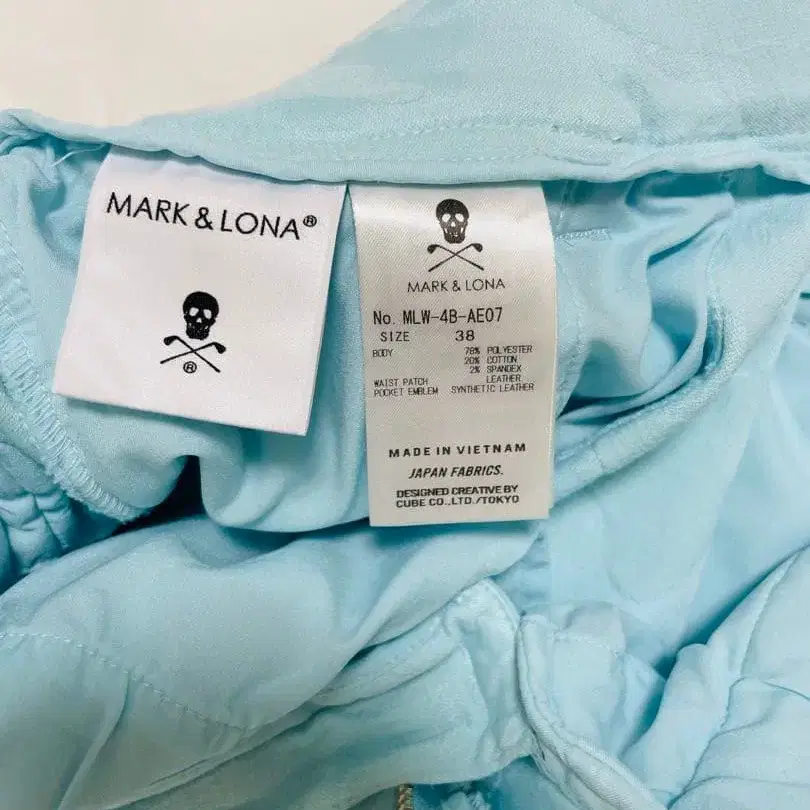 MARK & LONA®
®
MARK & LONA
No. MLW-4B-AE07
SIZE 38
BODY 78% POLYESTER
20% COTTON
2% SPANDEX
WAIST PATCH LEATHER
POCKET EMBLEM SYNTHETIC LEATHER
MADE IN VIETNAM
JAPAN FABRICS.
DESIGNED CREATIVE BY
CUBE CO.,LTD./TOKYO